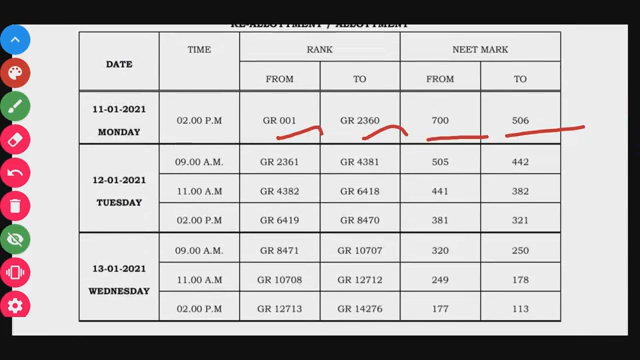 RE-ALLOTTMENT / ALLOTTMENT
DATE TIME RANK NEET MARK
FROM TO FROM TO
11-01-2021 MONDAY 02.00 P.M GR 001 GR 2360 700 506
12-01-2021 TUESDAY 09.00 A.M. GR 2361 GR 4381 505 442
11.00 A.M GR 4382 GR 6418 441 382
02.00 P.M GR 6419 GR 8470 381 321
13-01-2021 WEDNESDAY 09.00 A.M. GR 8471 GR 10707 320 250
11.00 A.M GR 10708 GR 12712 249 178
02.00 P.M GR 12713 GR 14276 177 113